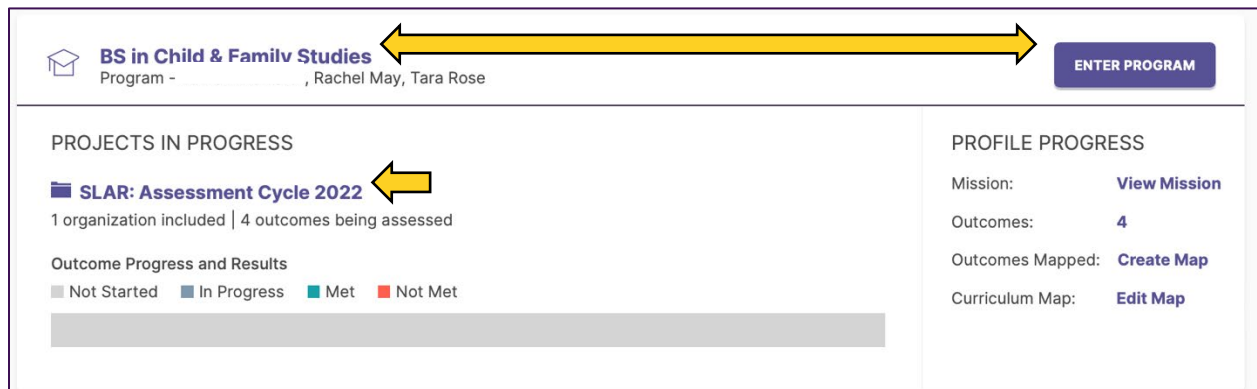 BS in Child & Family Studies
Program - , Rachel May, Tara Rose
ENTER PROGRAM
PROJECTS IN PROGRESS
SLAR: Assessment Cycle 2022
1 organization included | 4 outcomes being assessed
Outcome Progress and Results
Not Started In Progress Met Not Met
PROFILE PROGRESS
Mission: View Mission
Outcomes: 4
Outcomes Mapped: Create Map
Curriculum Map: Edit Map